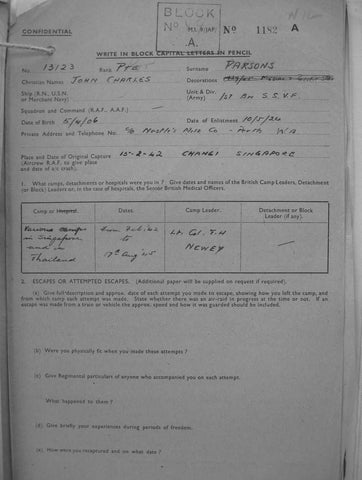 BLOCK
CONFIDENTIAL
No M.I.9/JAP/ No 1182 A
A.
WRITE IN BLOCK CAPITAL LETTERS IN PENCIL
No. 13123 Rank Pte Surname PARSONS
Christian Names JOHN CHARLES Decorations
Ship (R.N., U.S.N. or Merchant Navy) Unit & Div. (Army) 1st Bn S.S.V.F.
Squadron and Command (R.A.F., A.A.F.) —
Date of Birth 15/4/06 Date of Enlistment 10/5/24
Private Address and Telephone No. c/o Nestle's Milk Co - Perth W/A
Place and Date of Original Capture 15-2-42 CHANGI SINGAPORE
(Aircrew R.A.F. to give place
and date of a/c crash).
1. What camps, detachments or hospitals were you in? Give dates and names of the British Camp Leaders, Detachment
(or Block) Leaders or, in the case of hospitals, the Senior British Medical Officers.
Camp or Hospital. Dates. Camp Leader. Detachment or Block Leader (if any).
Various camps from Feb. '42 Lt. Col. T.H —
in Singapore to NEWEY
and in Aug '45
Thailand
2. ESCAPES OR ATTEMPTED ESCAPES. (Additional paper will be supplied on request if required).
(a) Give full description and approx. date of each attempt you made to escape, showing how you left the camp, and
from which camp each attempt was made. State whether there was an air-raid in progress at the time or not. If an
escape was made from a train or vehicle the approx. speed and how it was guarded should be included.
(b) Were you physically fit when you made these attempts?
(c) Give Regimental particulars of anyone who accompanied you on each attempt.
What happened to them?
(d) Give briefly your experiences during periods of freedom.
(e) How were you recaptured and on what date?